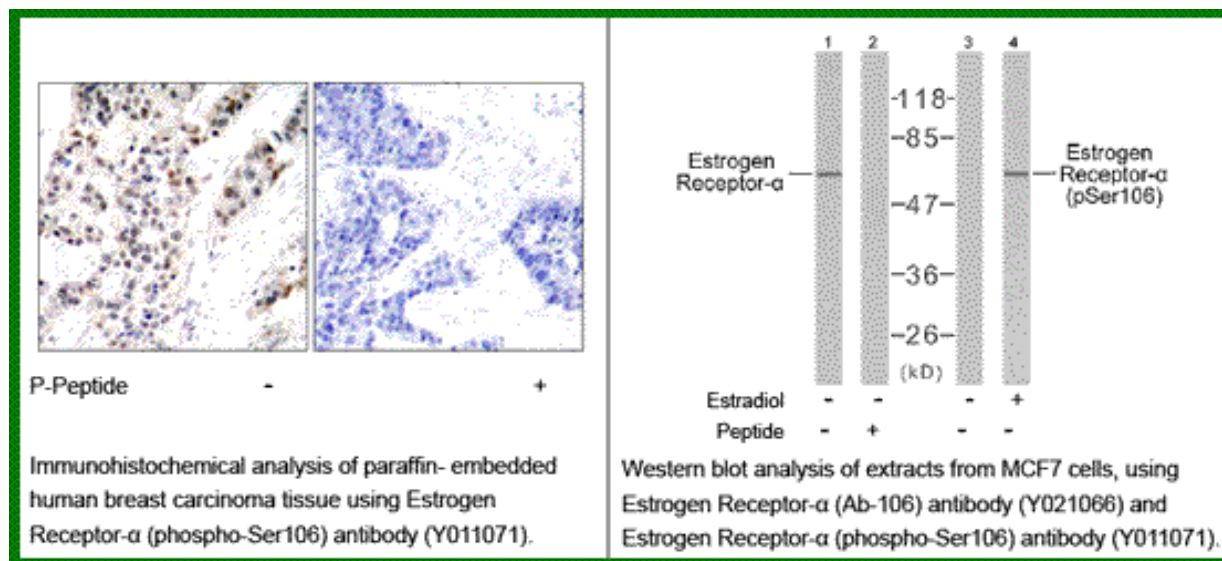 P-Peptide - +
Immunohistochemical analysis of paraffin- embedded
human breast carcinoma tissue using Estrogen
Receptor-α (phospho-Ser106) antibody (Y011071).
1 2 3 4
-118-
-85-
Estrogen
Receptor-α
Estrogen
Receptor-α
(pSer106)
-47-
-36-
-26-
(kD)
Estradiol - - - +
Peptide - + - -
Western blot analysis of extracts from MCF7 cells, using
Estrogen Receptor-α (Ab-106) antibody (Y021066) and
Estrogen Receptor-α (phospho-Ser106) antibody (Y011071).